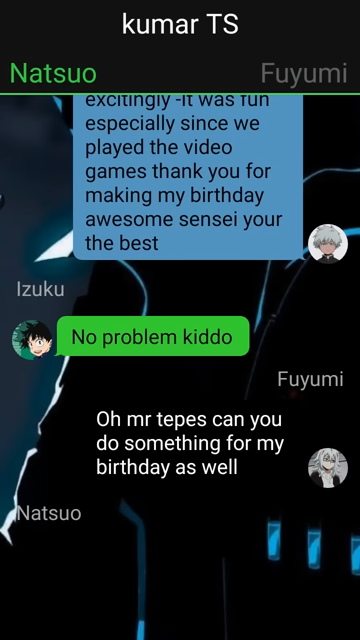 kumar TS
Natsuo
Fuyumi
excitingly -it was fun
especially since we
played the video
games thank you for
making my birthday
awesome sensei your
the best
Izuku
No problem kiddo
Fuyumi
Oh mr tepes can you
do something for my
birthday as well
Natsuo